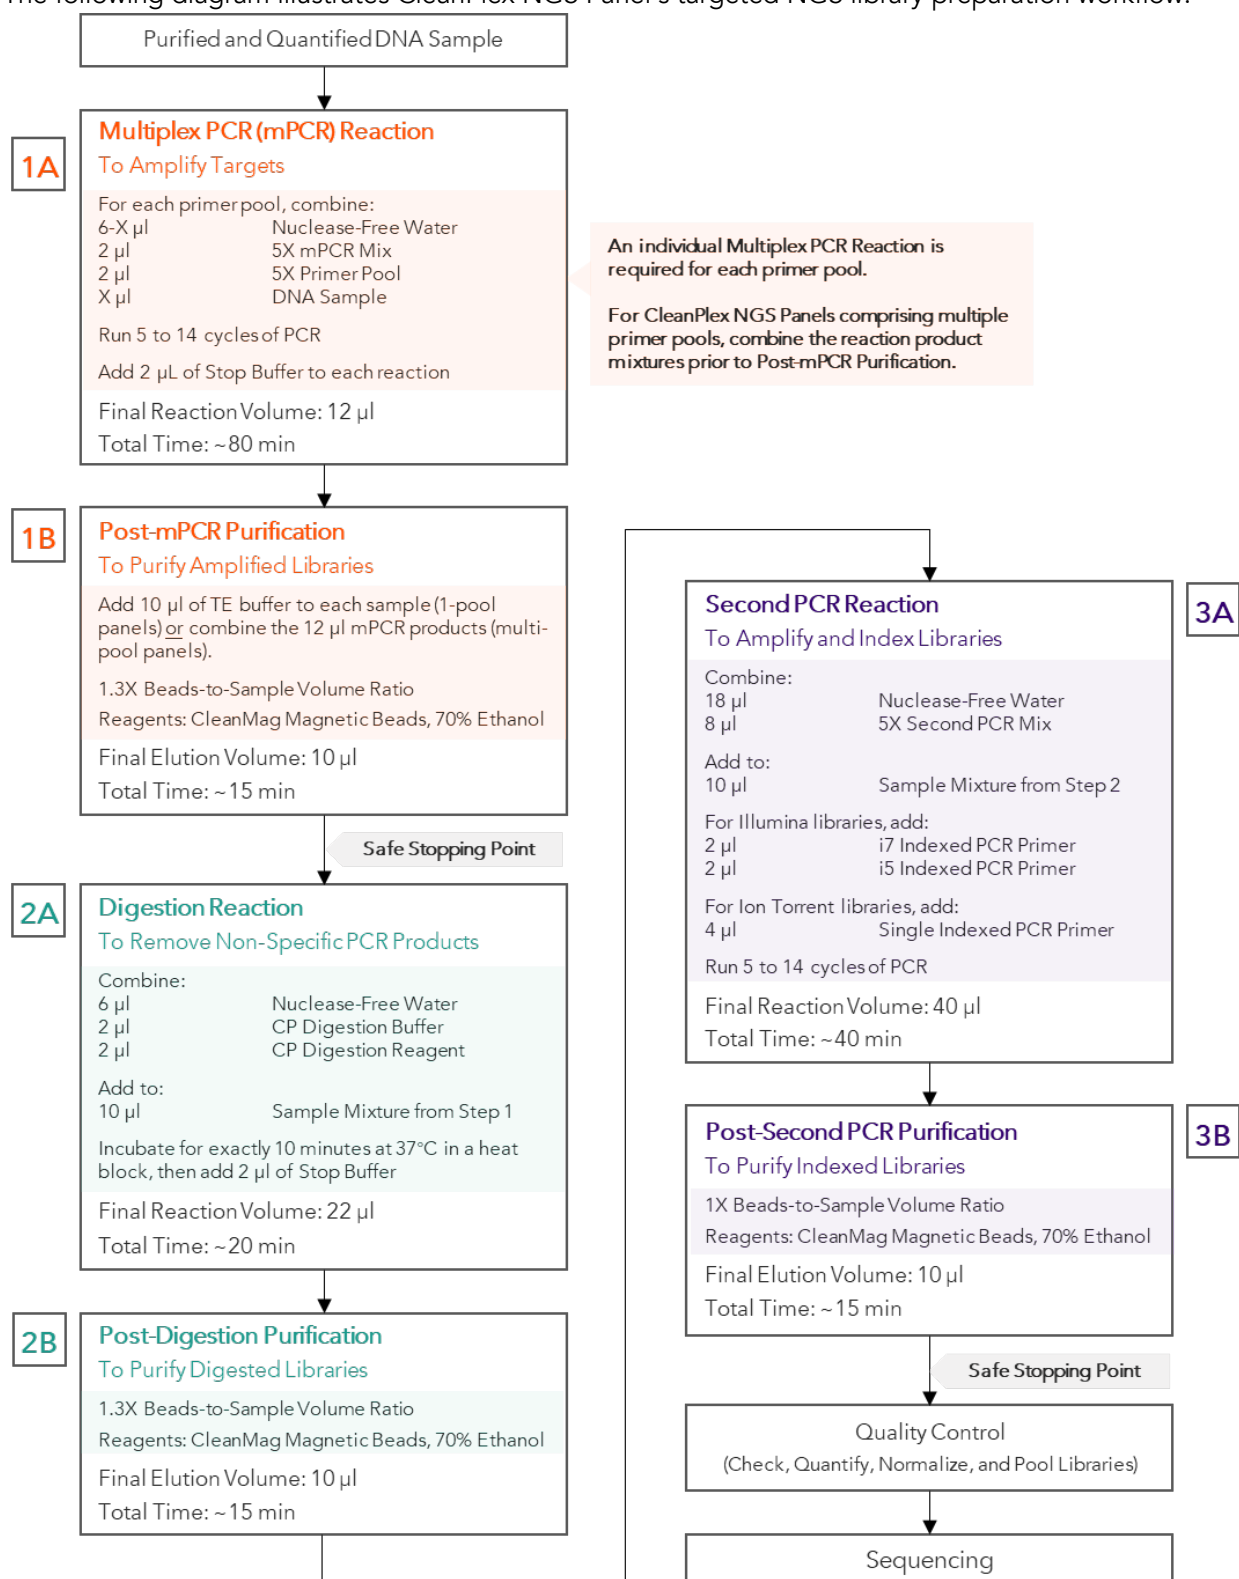 The following diagram illustrates CleanPlex NGS Panel's targeted NGS library preparation workflow.
Purified and Quantified DNA Sample
1A
Multiplex PCR (mPCR) Reaction
To Amplify Targets
For each primer pool, combine:
6-X µl Nuclease-Free Water
2 µl 5X mPCR Mix
2 µl 5X Primer Pool
X µl DNA Sample
Run 5 to 14 cycles of PCR
Add 2 µL of Stop Buffer to each reaction
Final Reaction Volume: 12 µl
Total Time: ~80 min
An individual Multiplex PCR Reaction is
required for each primer pool.
For CleanPlex NGS Panels comprising multiple
primer pools, combine the reaction product
mixtures prior to Post-mPCR Purification.
1B
Post-mPCR Purification
To Purify Amplified Libraries
Add 10 µl of TE buffer to each sample (1-pool
panels) or combine the 12 µl mPCR products (multi-
pool panels).
1.3X Beads-to-Sample Volume Ratio
Reagents: CleanMag Magnetic Beads, 70% Ethanol
Final Elution Volume: 10 µl
Total Time: ~15 min
Safe Stopping Point
2A
Digestion Reaction
To Remove Non-Specific PCR Products
Combine:
6 µl Nuclease-Free Water
2 µl CP Digestion Buffer
2 µl CP Digestion Reagent
Add to:
10 µl Sample Mixture from Step 1
Incubate for exactly 10 minutes at 37°C in a heat
block, then add 2 µl of Stop Buffer
Final Reaction Volume: 22 µl
Total Time: ~20 min
2B
Post-Digestion Purification
To Purify Digested Libraries
1.3X Beads-to-Sample Volume Ratio
Reagents: CleanMag Magnetic Beads, 70% Ethanol
Final Elution Volume: 10 µl
Total Time: ~15 min
3A
Second PCR Reaction
To Amplify and Index Libraries
Combine:
18 µl Nuclease-Free Water
8 µl 5X Second PCR Mix
Add to:
10 µl Sample Mixture from Step 2
For Illumina libraries, add:
2 µl i7 Indexed PCR Primer
2 µl i5 Indexed PCR Primer
For Ion Torrent libraries, add:
4 µl Single Indexed PCR Primer
Run 5 to 14 cycles of PCR
Final Reaction Volume: 40 µl
Total Time: ~40 min
3B
Post-Second PCR Purification
To Purify Indexed Libraries
1X Beads-to-Sample Volume Ratio
Reagents: CleanMag Magnetic Beads, 70% Ethanol
Final Elution Volume: 10 µl
Total Time: ~15 min
Safe Stopping Point
Quality Control
(Check, Quantify, Normalize, and Pool Libraries)
Sequencing